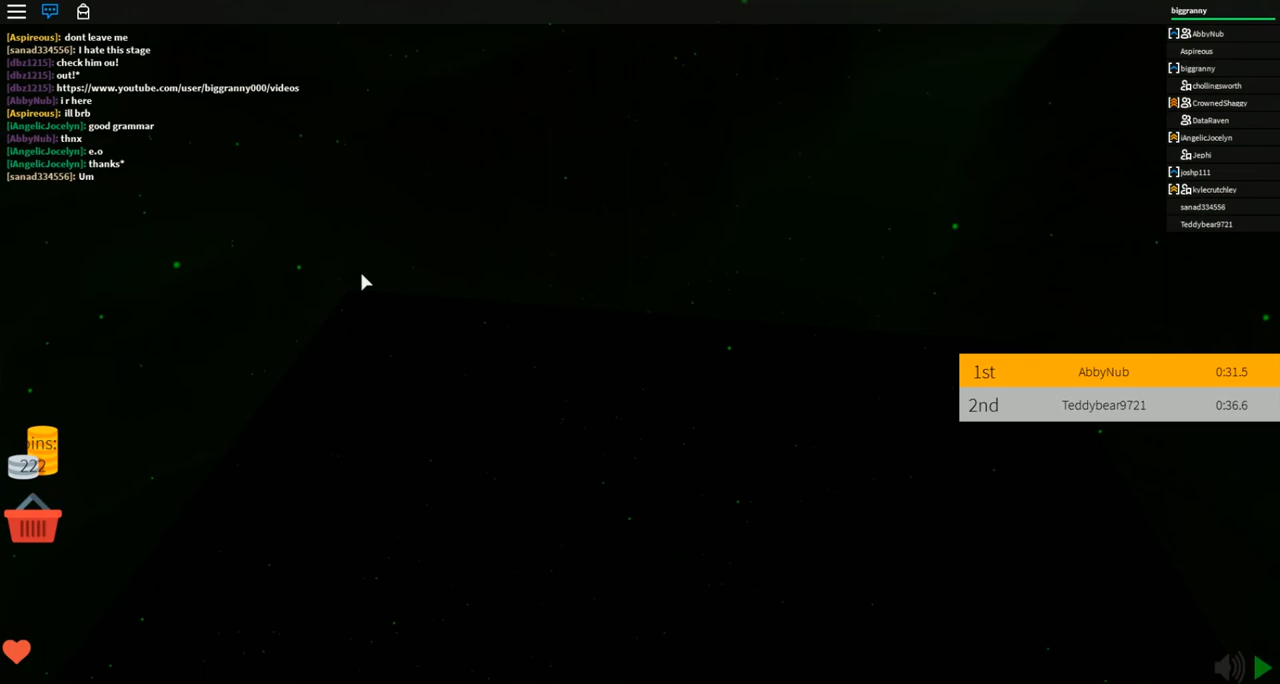 [Aspireous]: dont leave me
[sanad334556]: I hate this stage
[dbz1215]: check him ou!
[dbz1215]: out!*
[dbz1215]: https://www.youtube.com/user/biggranny000/videos
[AbbyNub]: i r here
[Aspireous]: ill brb
[iAngelicJocelyn]: good grammar
[AbbyNub]: thnx
[iAngelicJocelyn]: e.o
[iAngelicJocelyn]: thanks*
[sanad334556]: Um
biggranny
AbbyNub
Aspireous
biggranny
chollingsworth
CrownedShaggy
DataRaven
iAngelicJocelyn
Jephi
joshp111
kylecrutchley
sanad334556
Teddybear9721
1st AbbyNub 0:31.5
2nd Teddybear9721 0:36.6
ins:
222